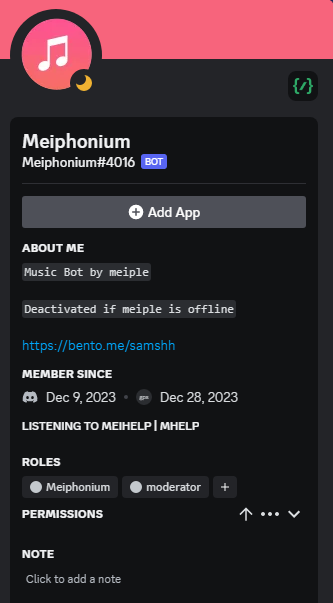 Meiphonium
Meiphonium#4016 BOT
Add App
ABOUT ME
Music Bot by meiple
Deactivated if meiple is offline
https://bento.me/samshh
MEMBER SINCE
Dec 9, 2023 • Dec 28, 2023
LISTENING TO MEIHELP | MHELP
ROLES
Meiphonium moderator +
PERMISSIONS
NOTE
Click to add a note